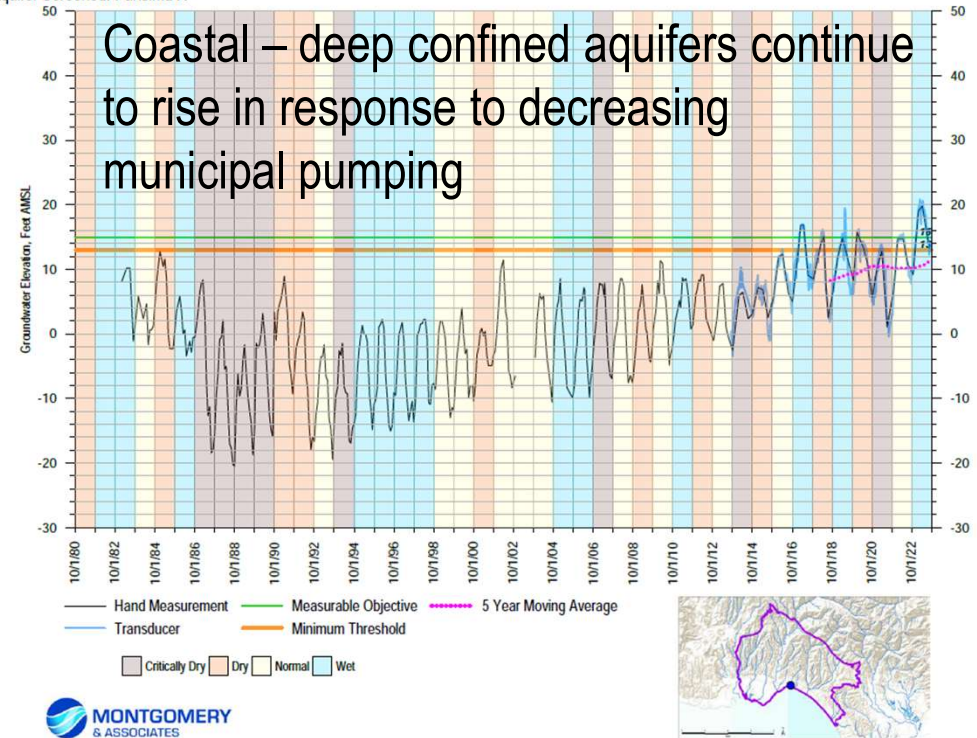 Coastal – deep confined aquifers continue
to rise in response to decreasing
municipal pumping
Groundwater Elevation, Feet AMSL
50
40
30
20
10
0
-10
-20
-30
50
40
30
20
10
0
-10
-20
-30
10/1/80
10/1/82
10/1/84
10/1/86
10/1/88
10/1/90
10/1/92
10/1/94
10/1/96
10/1/98
10/1/00
10/1/02
10/1/04
10/1/06
10/1/08
10/1/10
10/1/12
10/1/14
10/1/16
10/1/18
10/1/20
10/1/22
Hand Measurement
Measurable Objective
5 Year Moving Average
Transducer
Minimum Threshold
Critically Dry
Dry
Normal
Wet
MONTGOMERY
& ASSOCIATES